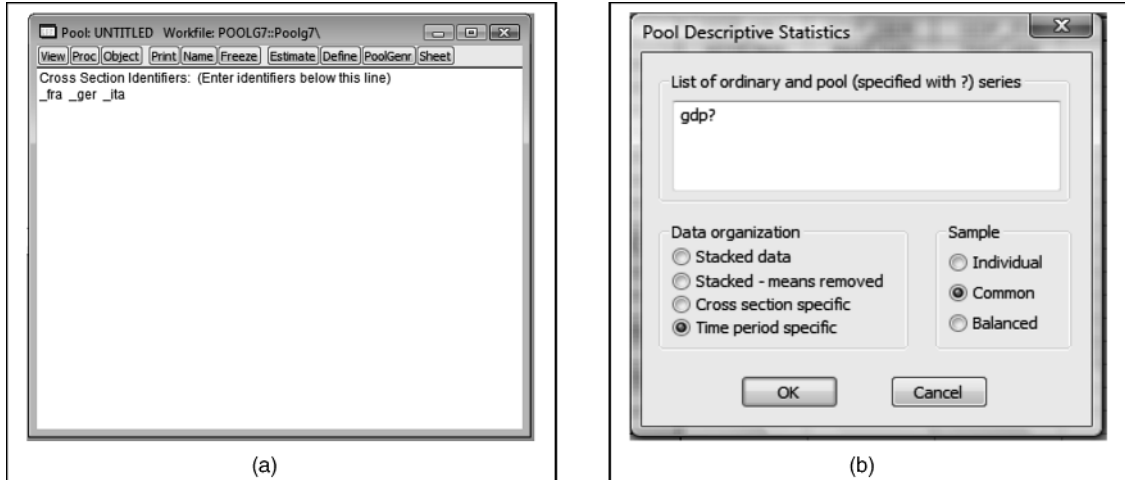 Pool: UNTITLED Workfile: POOLG7::Poolg7\
View Proc Object Print Name Freeze Estimate Define PoolGenr Sheet
Cross Section Identifiers: (Enter identifiers below this line)
_fra _ger _ita
(a)
Pool Descriptive Statistics
List of ordinary and pool (specified with ?) series
gdp?
Data organization
Stacked data
Stacked - means removed
Cross section specific
Time period specific
Sample
Individual
Common
Balanced
OK
Cancel
(b)